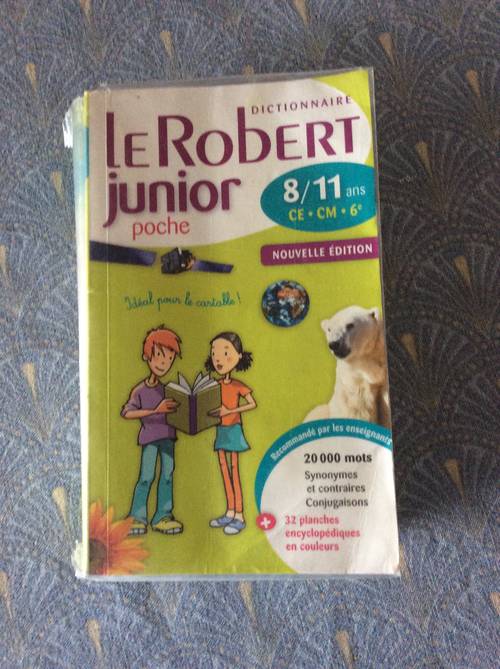 DICTIONNAIRE
LE ROBERT
junior
poche
8/11 ans
CE • CM • 6e
NOUVELLE ÉDITION
Idéal pour le cartable !
Recommandé par les enseignants
20 000 mots
Synonymes
et contraires
Conjugaisons
+ 32 planches
encyclopédiques
en couleurs